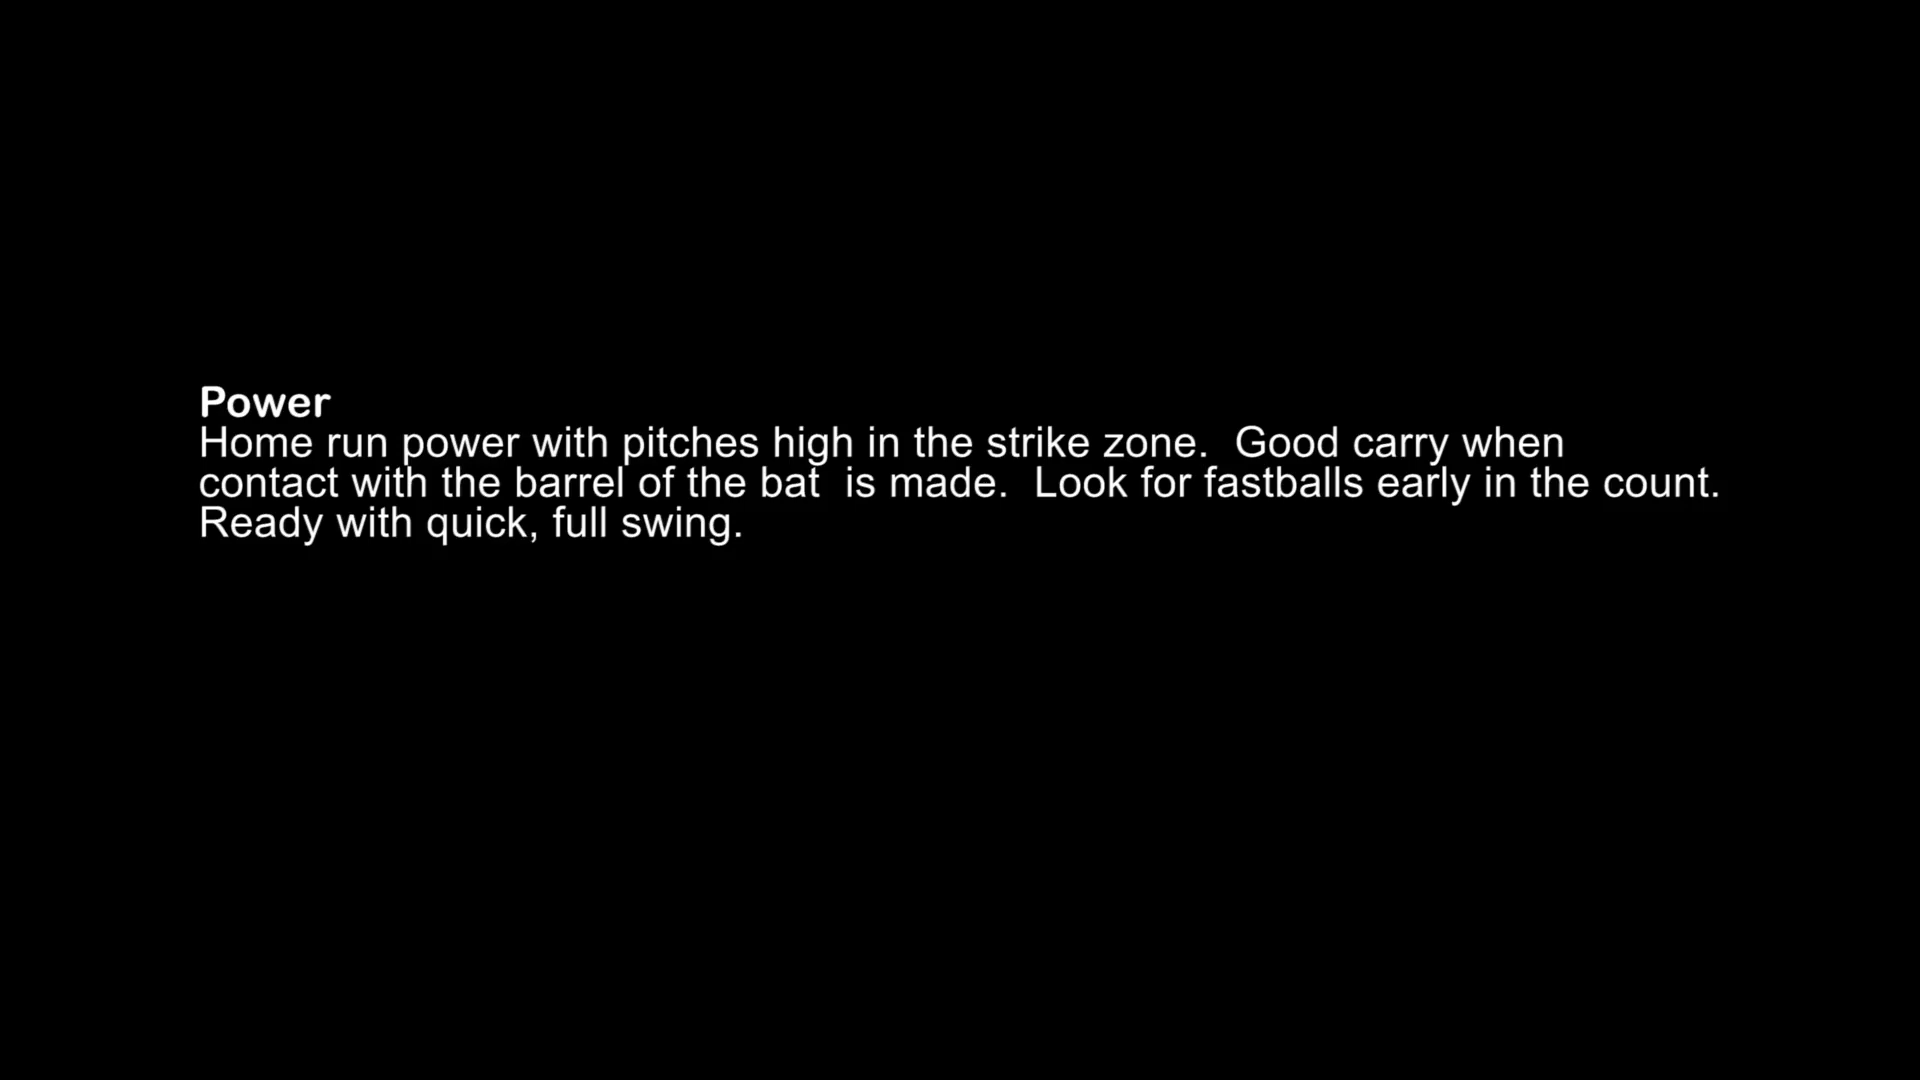 Power
Home run power with pitches high in the strike zone.  Good carry when
contact with the barrel of the bat  is made.  Look for fastballs early in the count.
Ready with quick, full swing.